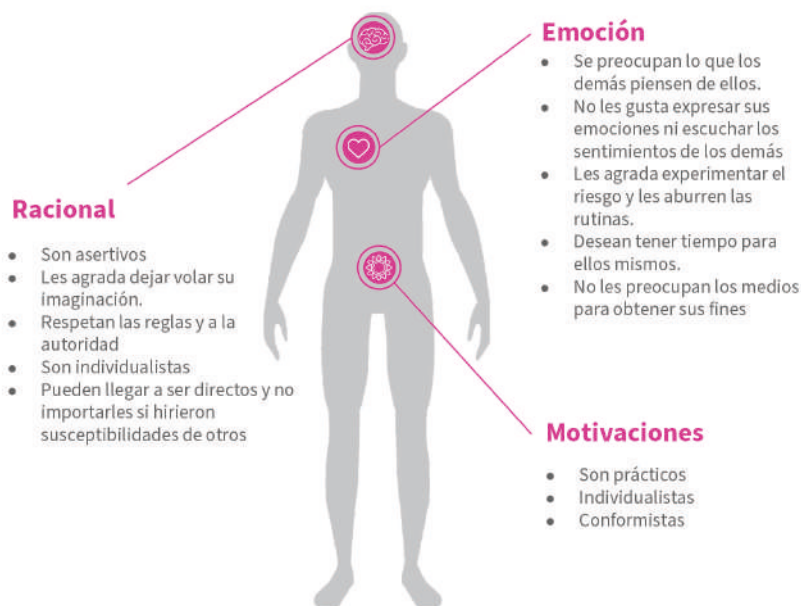 Racional
● Son asertivos
● Les agrada dejar volar su
imaginación.
● Respetan las reglas y a la
autoridad
● Son individualistas
● Pueden llegar a ser directos y no
importarles si hirieron
susceptibilidades de otros
Emoción
● Se preocupan lo que los
demás piensen de ellos.
● No les gusta expresar sus
emociones ni escuchar los
sentimientos de los demás
● Les agrada experimentar el
riesgo y les aburren las
rutinas.
● Desean tener tiempo para
ellos mismos.
● No les preocupan los medios
para obtener sus fines
Motivaciones
● Son prácticos
● Individualistas
● Conformistas